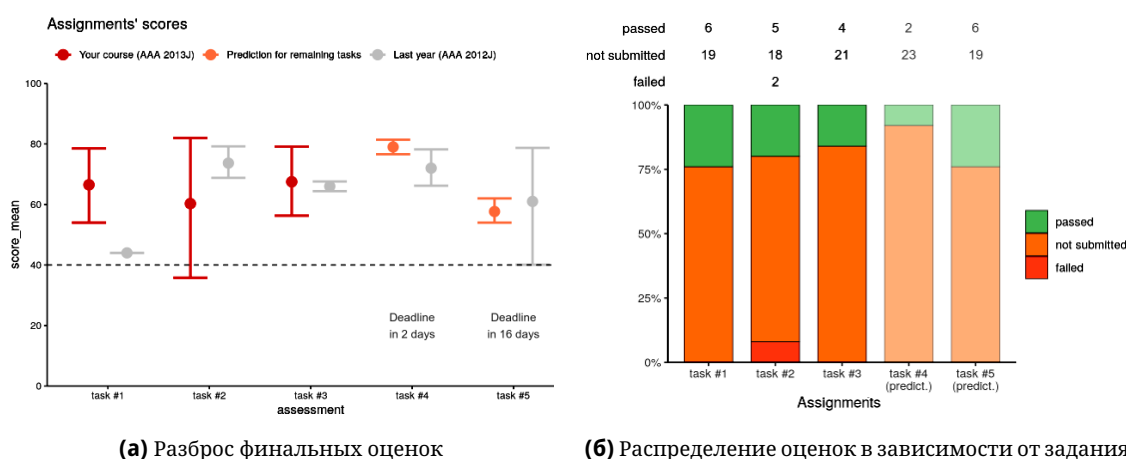 Assignments' scores
Your course (AAA 2013J) Prediction for remaining tasks Last year (AAA 2012J)
100
80
60
40
20
0
score_mean
Deadline in 2 days
Deadline in 16 days
task #1 task #2 task #3 task #4 task #5
assessment
(а) Разброс финальных оценок
passed 6 5 4 2 6
not submitted 19 18 21 23 19
failed 2
100%
75%
50%
25%
0%
task #1 task #2 task #3 task #4 (predict.) task #5 (predict.)
Assignments
passed
not submitted
failed
(б) Распределение оценок в зависимости от задания